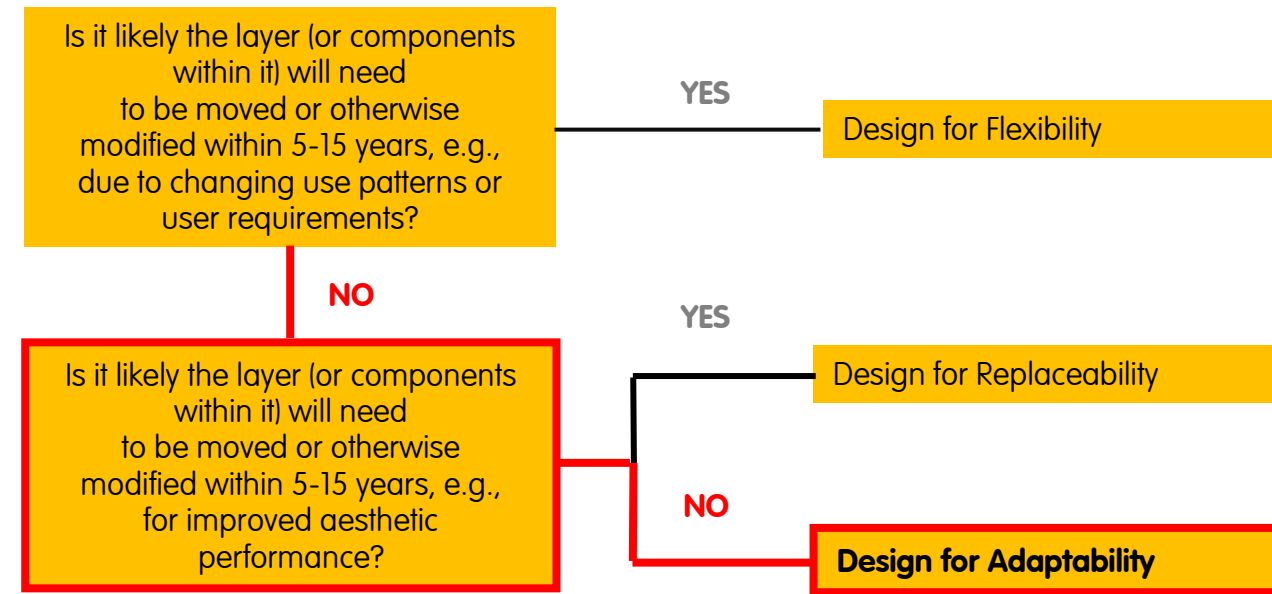 Is it likely the layer (or components
within it) will need
to be moved or otherwise
modified within 5-15 years, e.g.,
due to changing use patterns or
user requirements?
YES
Design for Flexibility
NO
Is it likely the layer (or components
within it) will need
to be moved or otherwise
modified within 5-15 years, e.g.,
for improved aesthetic
performance?
YES
Design for Replaceability
NO
Design for Adaptability